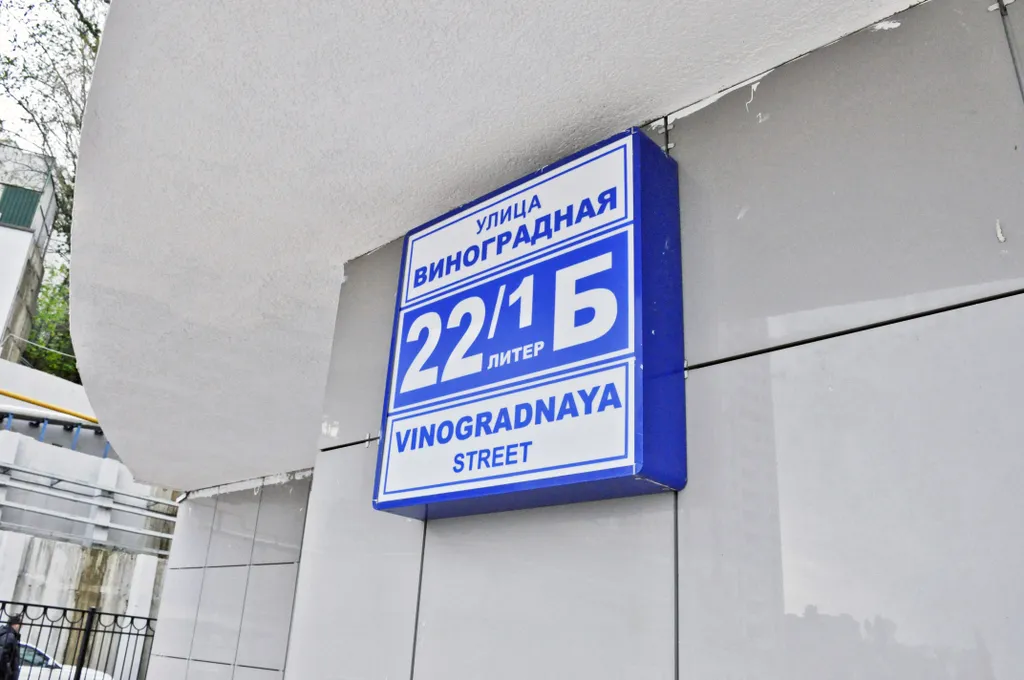 УЛИЦА
ВИНОГРАДНАЯ
22/1 Б
ЛИТЕР
VINOGRADNAYA
STREET